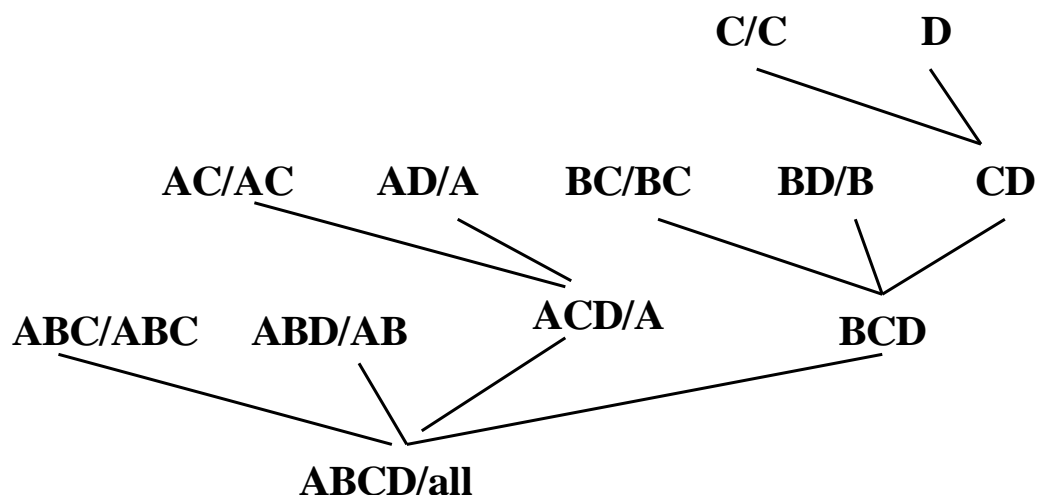 C/C D
AC/AC AD/A BC/BC BD/B CD
ABC/ABC ABD/AB ACD/A BCD
ABCD/all